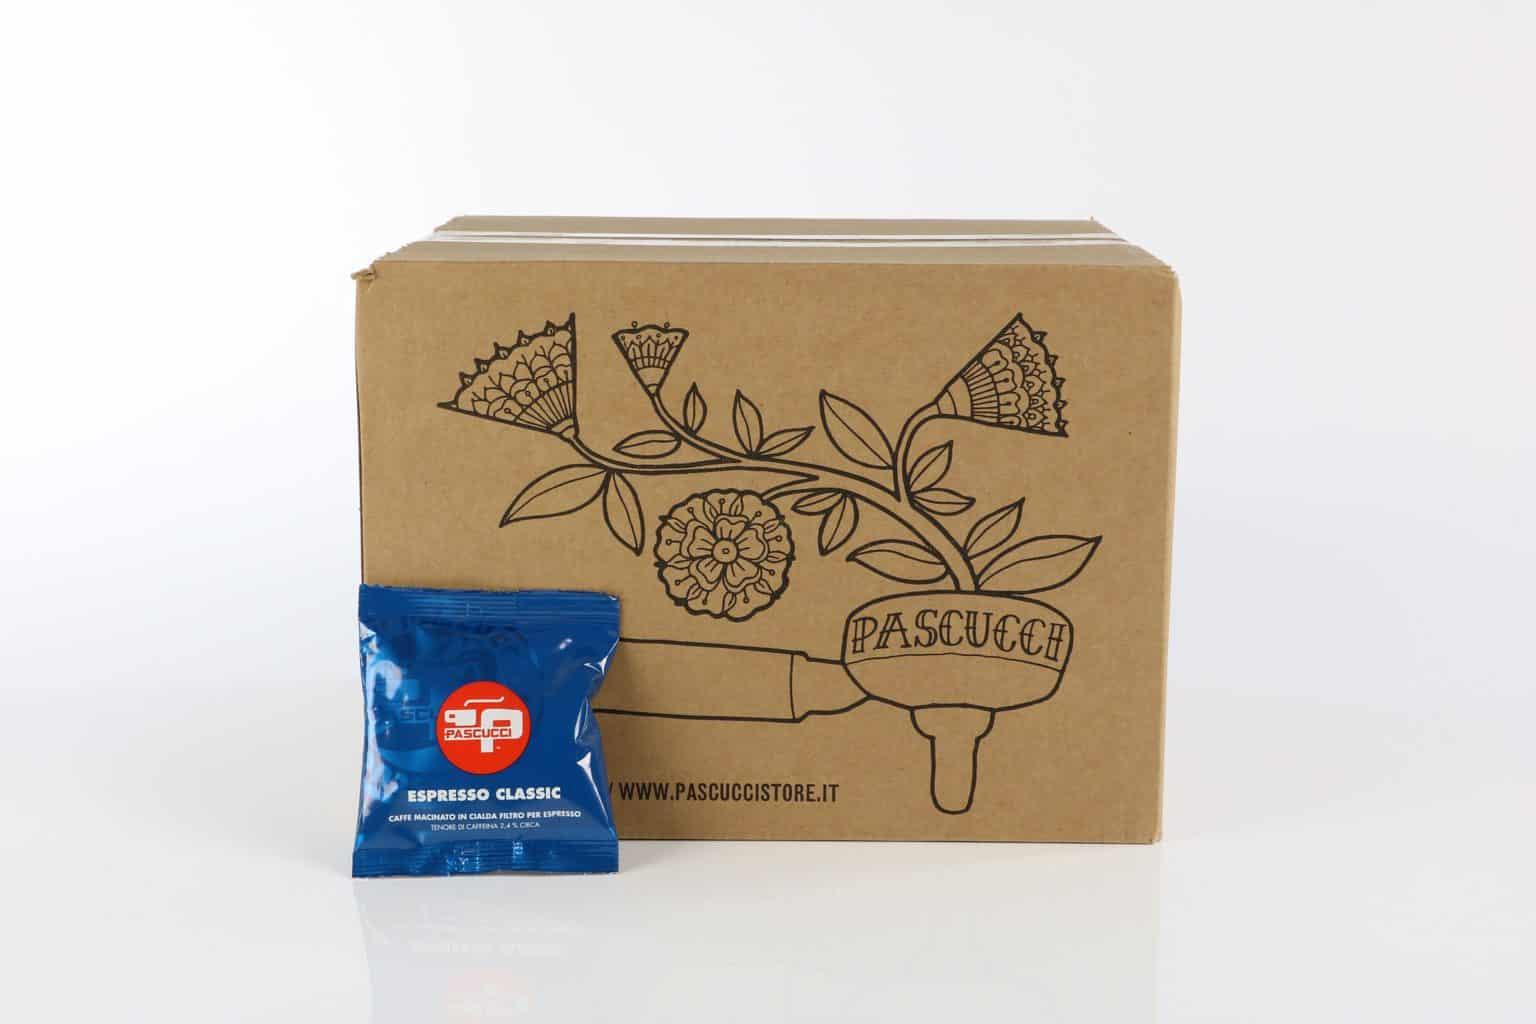 PASCUCCI
WWW.PASCUCCISTORE.IT
PASCUCCI
ESPRESSO CLASSIC
CAFFE MACINATO IN CIALDA FILTRO PER ESPRESSO
TENORE DI CAFFEINA 2,4 % CIRCA